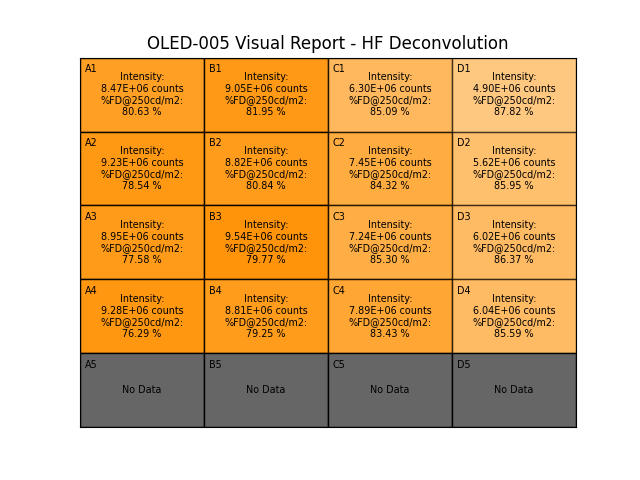 OLED-005 Visual Report - HF Deconvolution
A1
Intensity:
8.47E+06 counts
%FD@250cd/m2:
80.63 %
B1
Intensity:
9.05E+06 counts
%FD@250cd/m2:
81.95 %
C1
Intensity:
6.30E+06 counts
%FD@250cd/m2:
85.09 %
D1
Intensity:
4.90E+06 counts
%FD@250cd/m2:
87.82 %
A2
Intensity:
9.23E+06 counts
%FD@250cd/m2:
78.54 %
B2
Intensity:
8.82E+06 counts
%FD@250cd/m2:
80.84 %
C2
Intensity:
7.45E+06 counts
%FD@250cd/m2:
84.32 %
D2
Intensity:
5.62E+06 counts
%FD@250cd/m2:
85.95 %
A3
Intensity:
8.95E+06 counts
%FD@250cd/m2:
77.58 %
B3
Intensity:
9.54E+06 counts
%FD@250cd/m2:
79.77 %
C3
Intensity:
7.24E+06 counts
%FD@250cd/m2:
85.30 %
D3
Intensity:
6.02E+06 counts
%FD@250cd/m2:
86.37 %
A4
Intensity:
9.28E+06 counts
%FD@250cd/m2:
76.29 %
B4
Intensity:
8.81E+06 counts
%FD@250cd/m2:
79.25 %
C4
Intensity:
7.89E+06 counts
%FD@250cd/m2:
83.43 %
D4
Intensity:
6.04E+06 counts
%FD@250cd/m2:
85.59 %
A5
No Data
B5
No Data
C5
No Data
D5
No Data